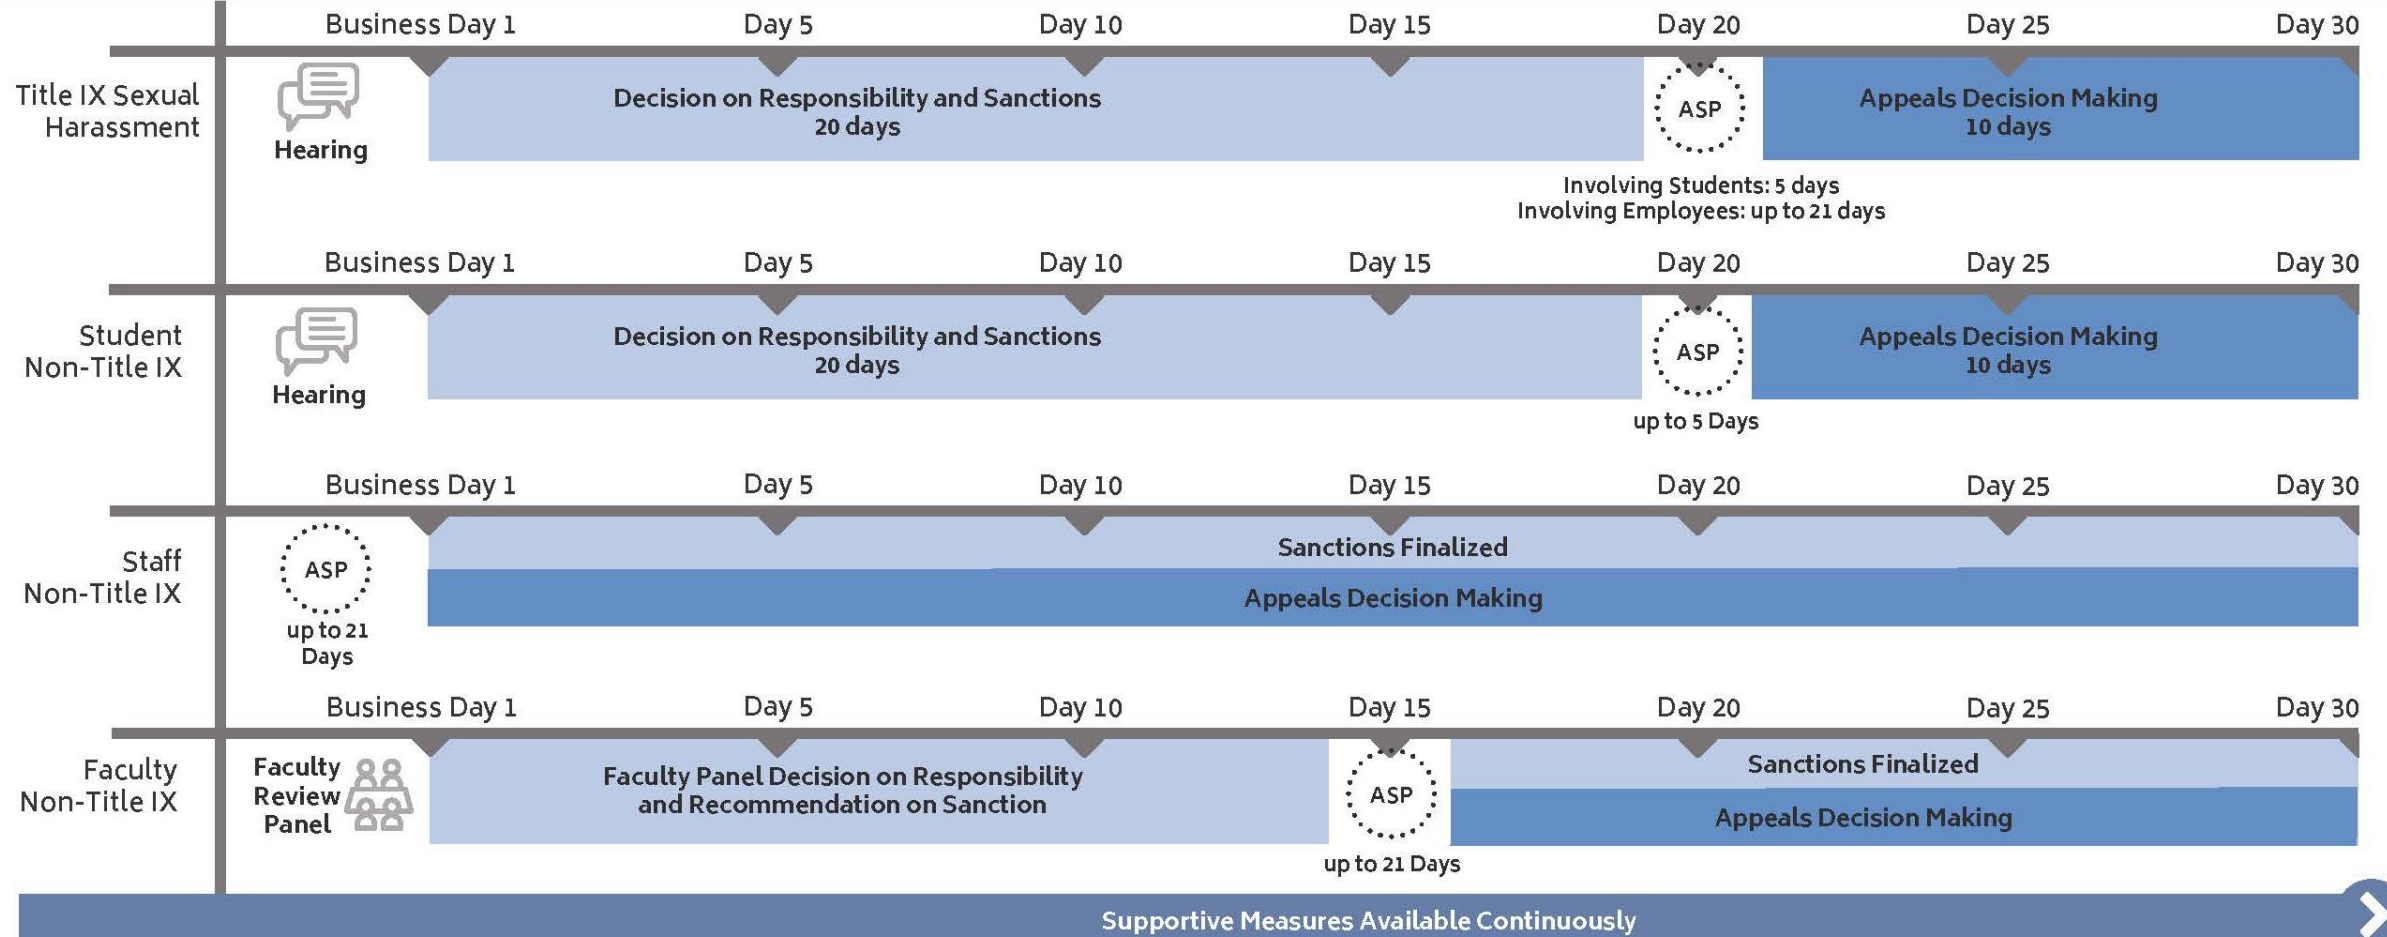 Business Day 1 Day 5 Day 10 Day 15 Day 20 Day 25 Day 30
Title IX Sexual
Harassment
Hearing
Decision on Responsibility and Sanctions
20 days
ASP
Involving Students: 5 days
Involving Employees: up to 21 days
Appeals Decision Making
10 days
Business Day 1 Day 5 Day 10 Day 15 Day 20 Day 25 Day 30
Student
Non-Title IX
Hearing
Decision on Responsibility and Sanctions
20 days
ASP
up to 5 Days
Appeals Decision Making
10 days
Business Day 1 Day 5 Day 10 Day 15 Day 20 Day 25 Day 30
Staff
Non-Title IX
ASP
up to 21
Days
Sanctions Finalized
Appeals Decision Making
Business Day 1 Day 5 Day 10 Day 15 Day 20 Day 25 Day 30
Faculty
Non-Title IX
Faculty
Review
Panel
Faculty Panel Decision on Responsibility
and Recommendation on Sanction
ASP
up to 21 Days
Sanctions Finalized
Appeals Decision Making
Supportive Measures Available Continuously